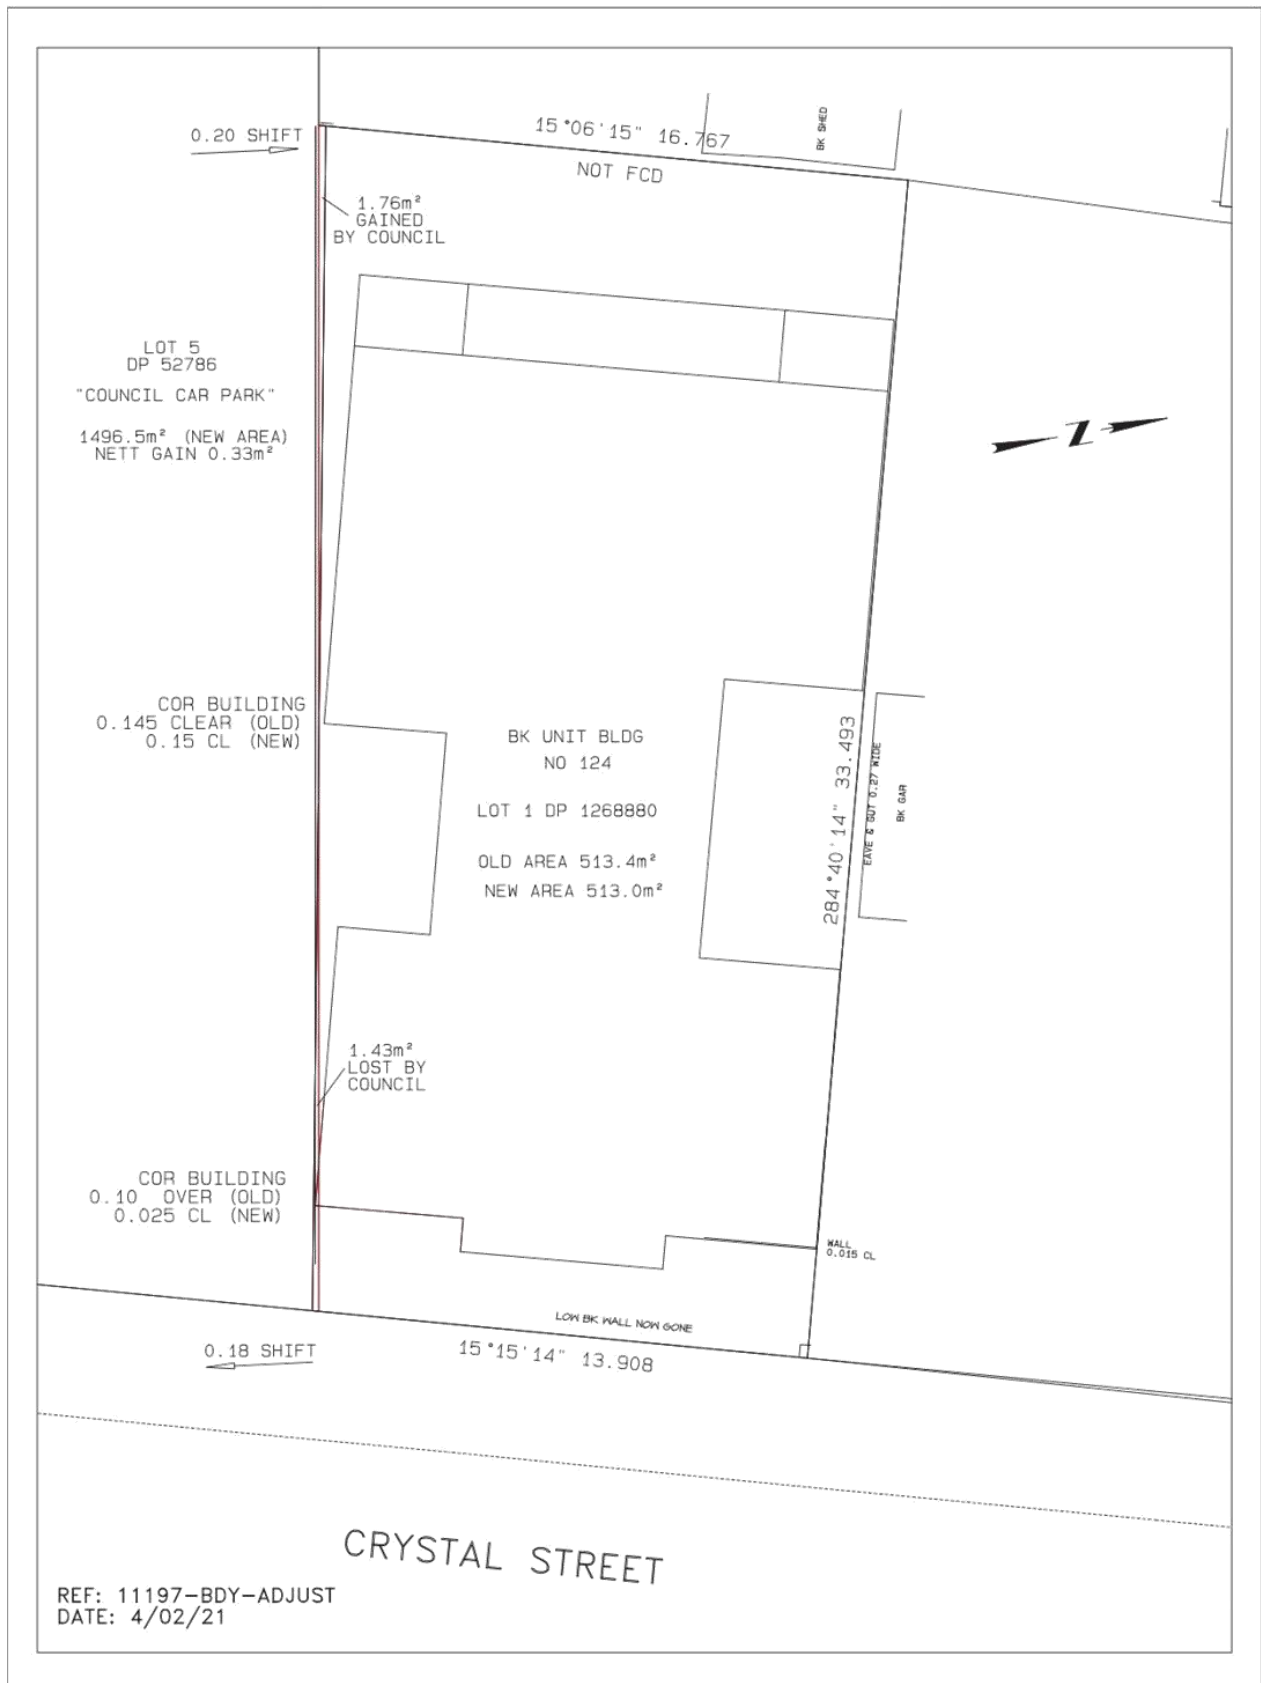 0.20 SHIFT
15°06'15" 16.767
BK SHED
NOT FCD
1.76m²
GAINED
BY COUNCIL
LOT 5
DP 52786
"COUNCIL CAR PARK"
1496.5m² (NEW AREA)
NETT GAIN 0.33m²
Z
COR BUILDING
0.145 CLEAR (OLD)
0.15 CL (NEW)
BK UNIT BLDG
NO 124
LOT 1 DP 1268880
OLD AREA 513.4m²
NEW AREA 513.0m²
284°40'14" 33.493
EAVE & GUT 0.27 WIDE
BK GAR
1.43m²
LOST BY
COUNCIL
COR BUILDING
0.10 OVER (OLD)
0.025 CL (NEW)
WALL
0.015 CL
LOW BK WALL NOW GONE
0.18 SHIFT
15°15'14" 13.908
CRYSTAL STREET
REF: 11197-BDY-ADJUST
DATE: 4/02/21